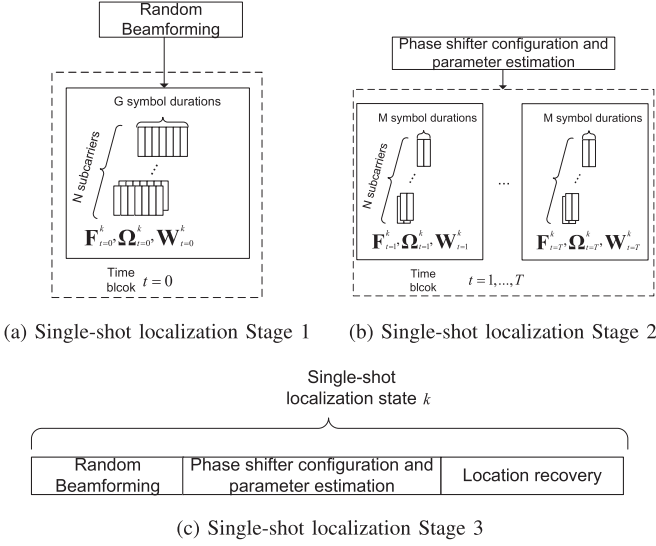 Random
Beamforming
G symbol durations
N subcarriers
...
F^k_{t=0}, Ω^k_{t=0}, W^k_{t=0}
Time
blcok t = 0
(a) Single-shot localization Stage 1
Phase shifter configuration and
parameter estimation
M symbol durations
N subcarriers
...
F^k_{t=1}, Ω^k_{t=1}, W^k_{t=1}
...
M symbol durations
N subcarriers
...
F^k_{t=T}, Ω^k_{t=T}, W^k_{t=T}
Time
blcok t = 1,...,T
(b) Single-shot localization Stage 2
Single-shot
localization state k
Random
Beamforming
Phase shifter configuration and
parameter estimation
Location recovery
(c) Single-shot localization Stage 3